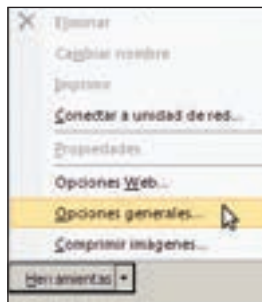 Eliminar
Cambiar nombre
Imprimir
Conectar a unidad de red...
Propiedades
Opciones Web...
Opciones generales...
Comprimir imágenes...
Herramientas